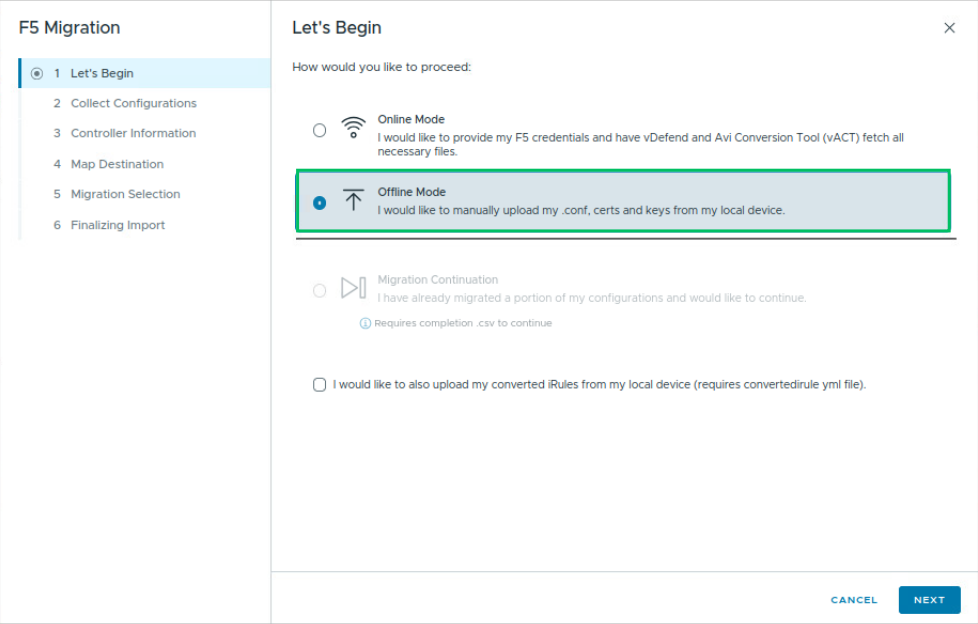 F5 Migration
1 Let's Begin
2 Collect Configurations
3 Controller Information
4 Map Destination
5 Migration Selection
6 Finalizing Import
Let's Begin
How would you like to proceed:
Online Mode
I would like to provide my F5 credentials and have vDefend and Avi Conversion Tool (vACT) fetch all
necessary files.
Offline Mode
I would like to manually upload my .conf, certs and keys from my local device.
Migration Continuation
I have already migrated a portion of my configurations and would like to continue.
Requires completion .csv to continue
I would like to also upload my converted iRules from my local device (requires convertedirule yml file).
CANCEL
NEXT